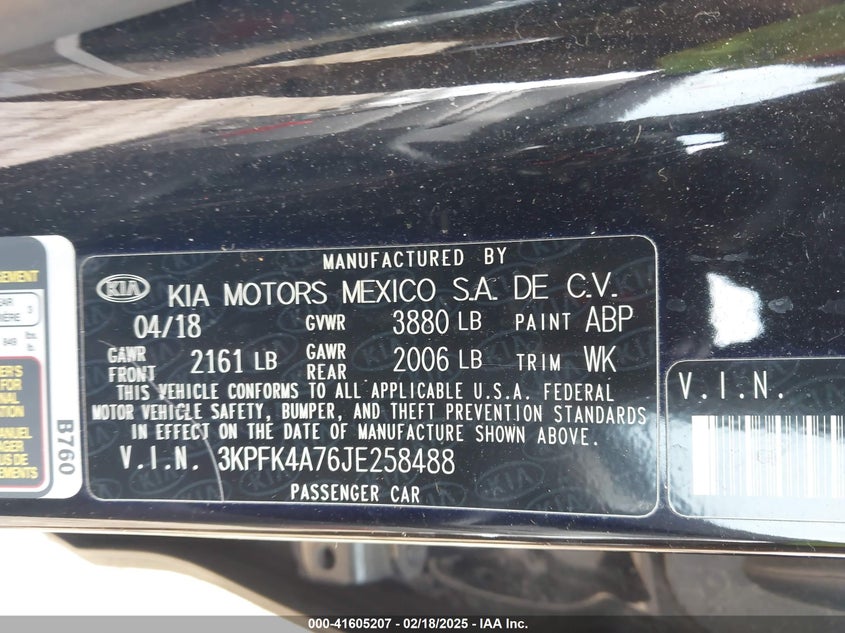 MANUFACTURED BY
KIA KIA MOTORS MEXICO S.A. DE C.V.
04/18 GVWR 3880 LB PAINT ABP
GAWR FRONT 2161 LB GAWR REAR 2006 LB TRIM WK
THIS VEHICLE CONFORMS TO ALL APPLICABLE U.S.A. FEDERAL
MOTOR VEHICLE SAFETY, BUMPER, AND THEFT PREVENTION STANDARDS
IN EFFECT ON THE DATE OF MANUFACTURE SHOWN ABOVE.
V.I.N. 3KPFK4A76JE258488
PASSENGER CAR
V.I.N.
B760
3
lbs.
000-41605207 - 02/18/2025 - IAA Inc.